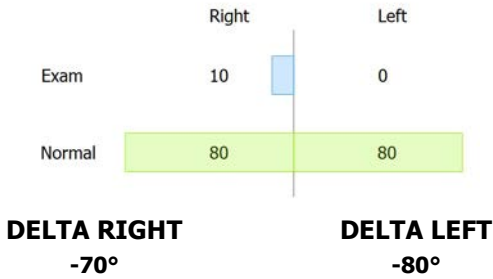 Right Left
Exam 10 0
Normal 80 80
DELTA RIGHT DELTA LEFT
-70° -80°